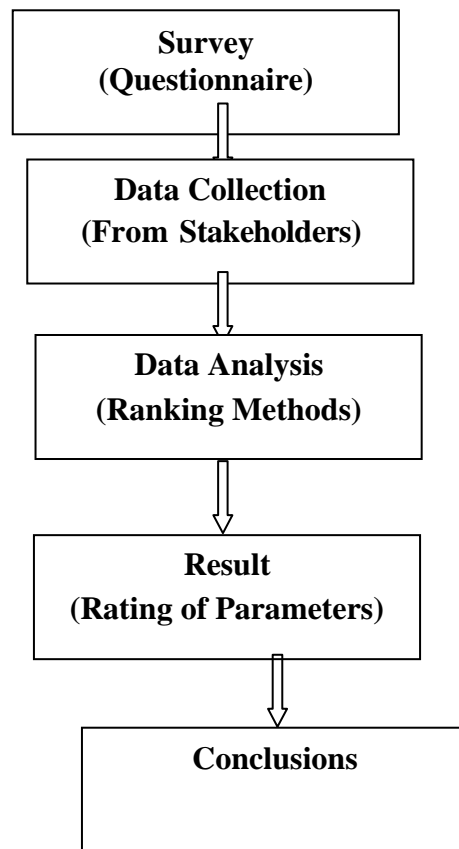 Survey
(Questionnaire)
Data Collection
(From Stakeholders)
Data Analysis
(Ranking Methods)
Result
(Rating of Parameters)
Conclusions